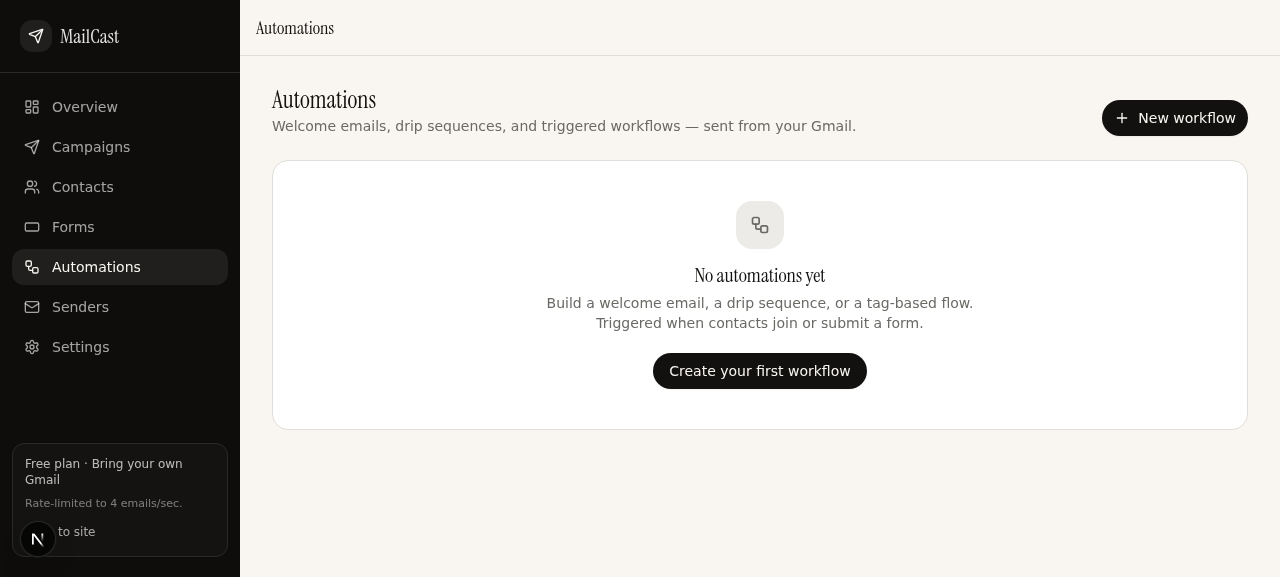 MailCast
Overview
Campaigns
Contacts
Forms
Automations
Senders
Settings
Free plan · Bring your own
Gmail
Rate-limited to 4 emails/sec.
to site
N
Automations
Automations
Welcome emails, drip sequences, and triggered workflows — sent from your Gmail.
New workflow
No automations yet
Build a welcome email, a drip sequence, or a tag-based flow.
Triggered when contacts join or submit a form.
Create your first workflow